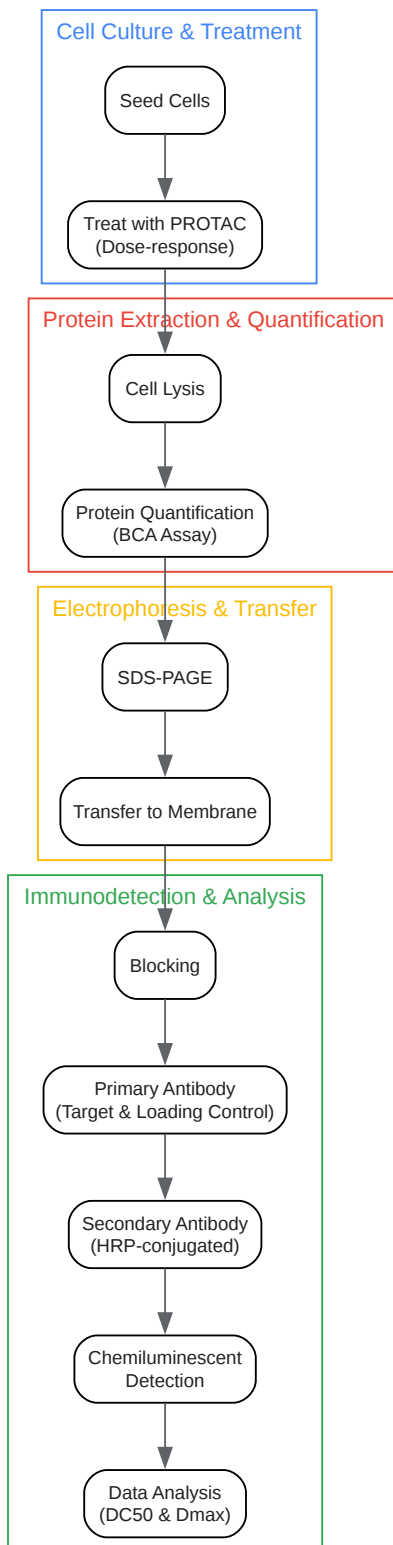 Cell Culture & Treatment
Seed Cells
Treat with PROTAC
(Dose-response)
Protein Extraction & Quantification
Cell Lysis
Protein Quantification
(BCA Assay)
Electrophoresis & Transfer
SDS-PAGE
Transfer to Membrane
Immunodetection & Analysis
Blocking
Primary Antibody
(Target & Loading Control)
Secondary Antibody
(HRP-conjugated)
Chemiluminescent
Detection
Data Analysis
(DC50 & Dmax)